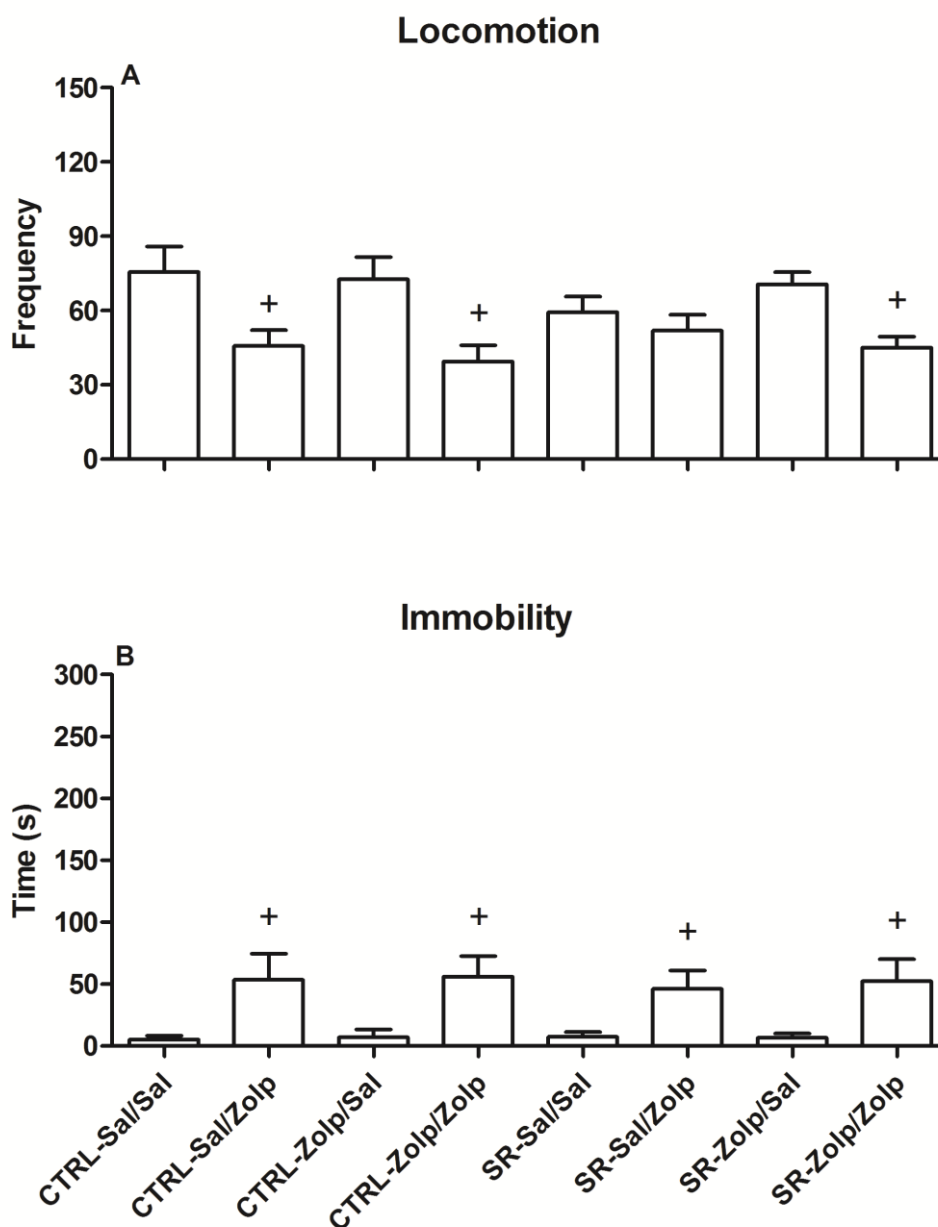 Locomotion
A
150
120
90
60
30
0
Frequency
+
+
+
Immobility
B
300
250
200
150
100
50
0
Time (s)
+
+
+
+
CTRL-Sal/Sal
CTRL-Sal/Zolp
CTRL-Zolp/Sal
CTRL-Zolp/Zolp
SR-Sal/Sal
SR-Sal/Zolp
SR-Zolp/Sal
SR-Zolp/Zolp